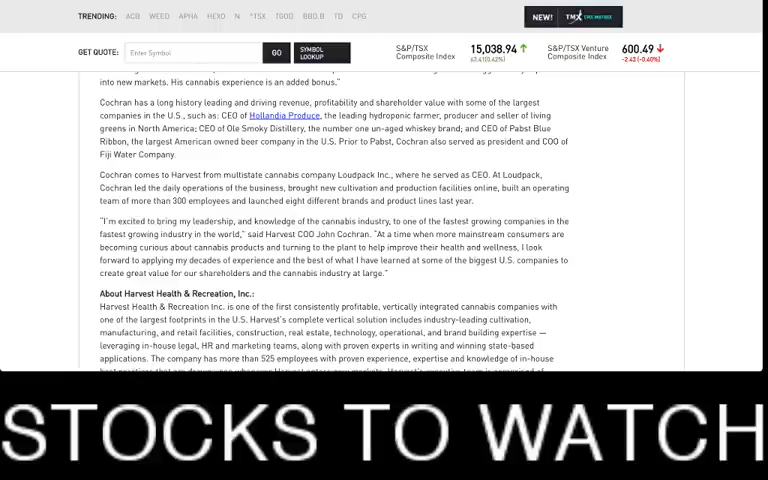 TRENDING: ACB WEED APHA HEXO N ^TSX TGOD BBD.B TD CPG
NEW! TMX TMX MATRIX
GET QUOTE: Enter Symbol GO SYMBOL LOOKUP
S&P/TSX Composite Index 15,038.94 63.41(0.42%)
S&P/TSX Venture Composite Index 600.49 -2.43 (-0.40%)
into new markets. His cannabis experience is an added bonus."
Cochran has a long history leading and driving revenue, profitability and shareholder value with some of the largest
companies in the U.S., such as: CEO of Hollandia Produce, the leading hydroponic farmer, producer and seller of living
greens in North America; CEO of Ole Smoky Distillery, the number one un-aged whiskey brand; and CEO of Pabst Blue
Ribbon, the largest American owned beer company in the U.S. Prior to Pabst, Cochran also served as president and COO of
Fiji Water Company.
Cochran comes to Harvest from multistate cannabis company Loudpack Inc., where he served as CEO. At Loudpack,
Cochran led the daily operations of the business, brought new cultivation and production facilities online, built an operating
team of more than 300 employees and launched eight different brands and product lines last year.
"I'm excited to bring my leadership, and knowledge of the cannabis industry, to one of the fastest growing companies in the
fastest growing industry in the world," said Harvest COO John Cochran. "At a time when more mainstream consumers are
becoming curious about cannabis products and turning to the plant to help improve their health and wellness, I look
forward to applying my decades of experience and the best of what I have learned at some of the biggest U.S. companies to
create great value for our shareholders and the cannabis industry at large."
About Harvest Health & Recreation, Inc.:
Harvest Health & Recreation Inc. is one of the first consistently profitable, vertically integrated cannabis companies with
one of the largest footprints in the U.S. Harvest's complete vertical solution includes industry-leading cultivation,
manufacturing, and retail facilities, construction, real estate, technology, operational, and brand building expertise —
leveraging in-house legal, HR and marketing teams, along with proven experts in writing and winning state-based
applications. The company has more than 525 employees with proven experience, expertise and knowledge of in-house
STOCKS TO WATCH